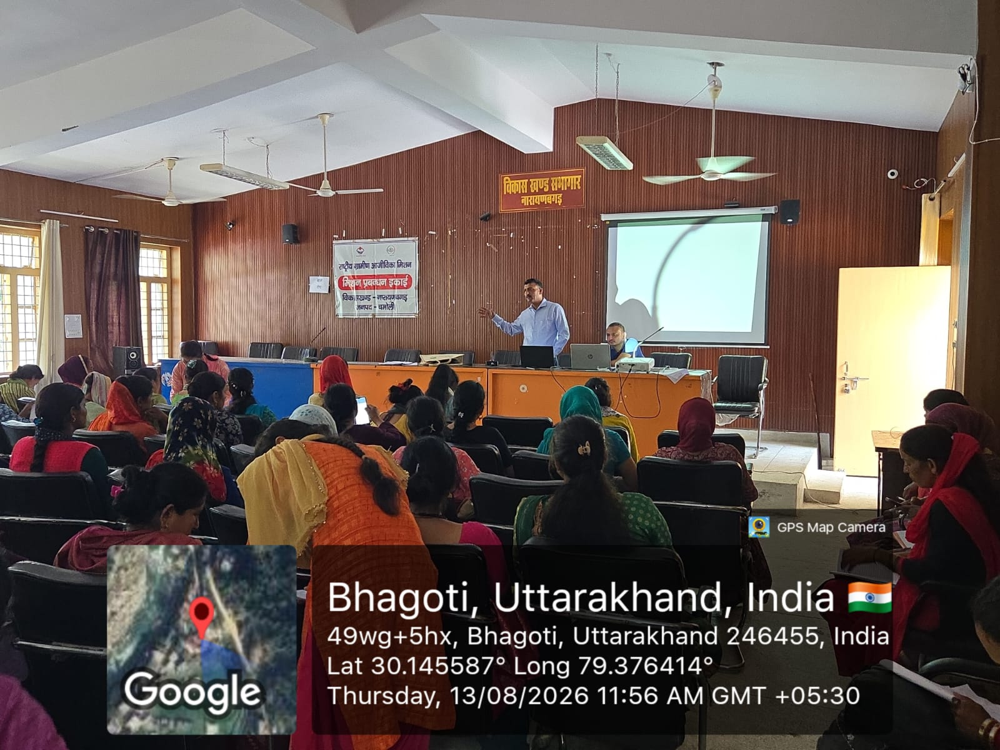 विकास खण्ड सभागार
नारायणबगड़
राष्ट्रीय ग्रामीण आजीविका मिशन
मिशन प्रबन्धन इकाई
विकासखण्ड - नारायणबगड़
जनपद - चमोली
GPS Map Camera
Bhagoti, Uttarakhand, India
49wg+5hx, Bhagoti, Uttarakhand 246455, India
Lat 30.145587° Long 79.376414°
Thursday, 13/08/2026 11:56 AM GMT +05:30
Google